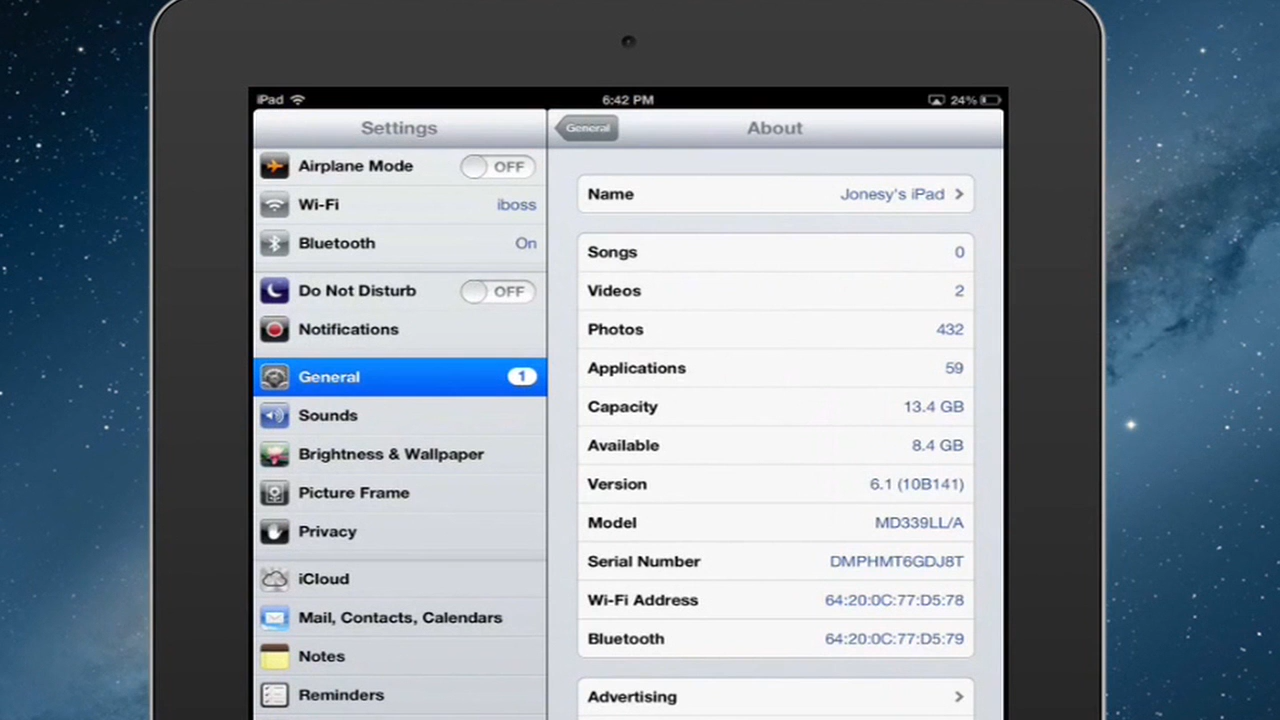 iPad 6:42 PM 24%
Settings
Airplane Mode OFF
Wi-Fi iboss
Bluetooth On
Do Not Disturb OFF
Notifications
General 1
Sounds
Brightness & Wallpaper
Picture Frame
Privacy
iCloud
Mail, Contacts, Calendars
Notes
Reminders
General About
Name Jonesy's iPad
Songs 0
Videos 2
Photos 432
Applications 59
Capacity 13.4 GB
Available 8.4 GB
Version 6.1 (10B141)
Model MD339LL/A
Serial Number DMPHMT6GDJ8T
Wi-Fi Address 64:20:0C:77:D5:78
Bluetooth 64:20:0C:77:D5:79
Advertising